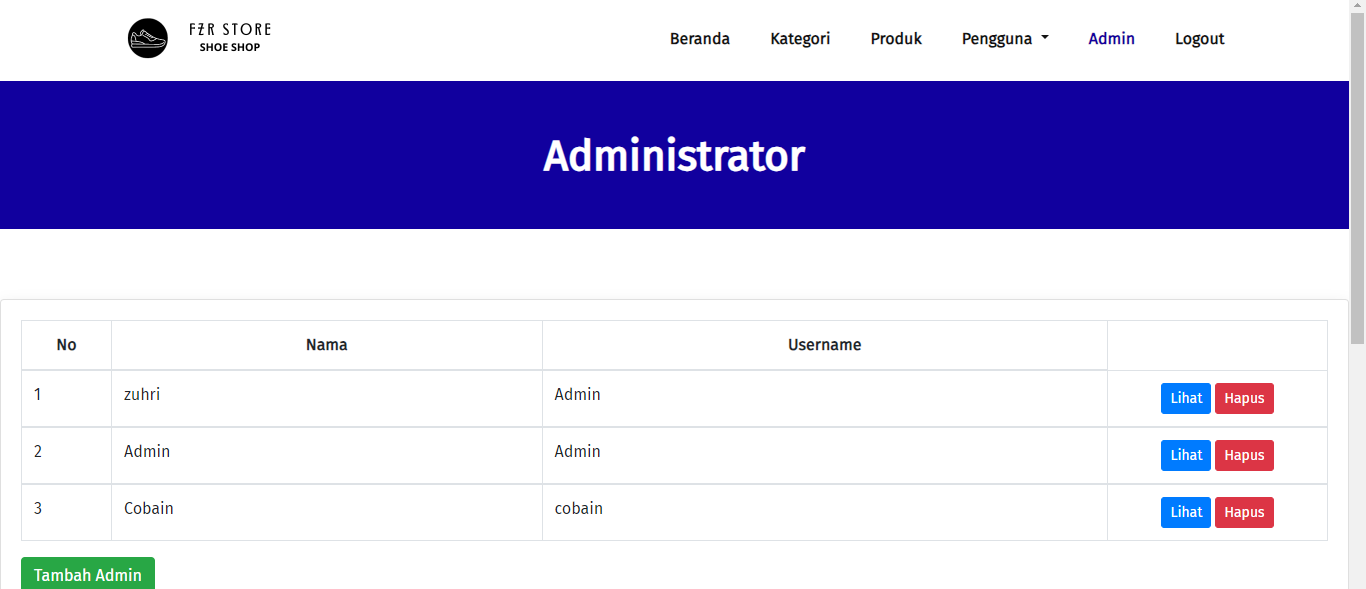 FZR STORE
SHOE SHOP
Beranda Kategori Produk Pengguna Admin Logout
Administrator
No Nama Username
1 zuhri Admin Lihat Hapus
2 Admin Admin Lihat Hapus
3 Cobain cobain Lihat Hapus
Tambah Admin